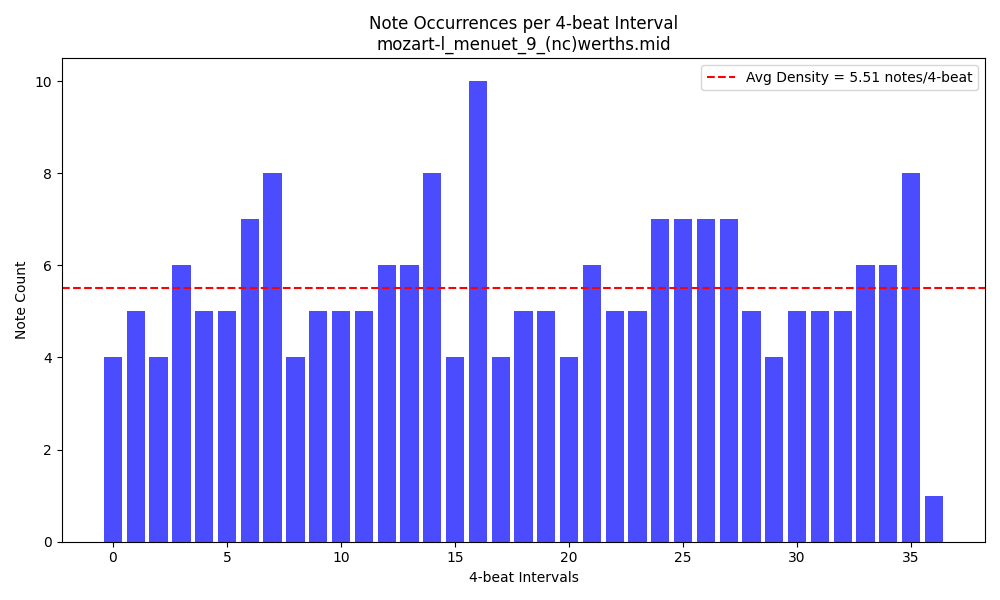 Note Occurrences per 4-beat Interval
mozart-l_menuet_9_(nc)werths.mid
Avg Density = 5.51 notes/4-beat
Note Count
10
8
6
4
2
0
0 5 10 15 20 25 30 35
4-beat Intervals